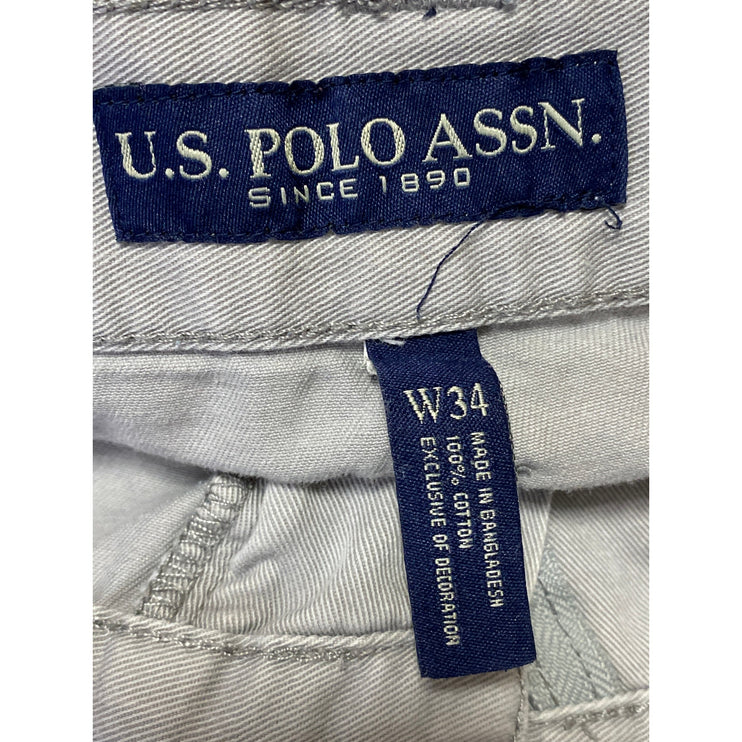 U.S. POLO ASSN.
SINCE 1890
W34
MADE IN BANGLADESH
100% COTTON
EXCLUSIVE OF DECORATION